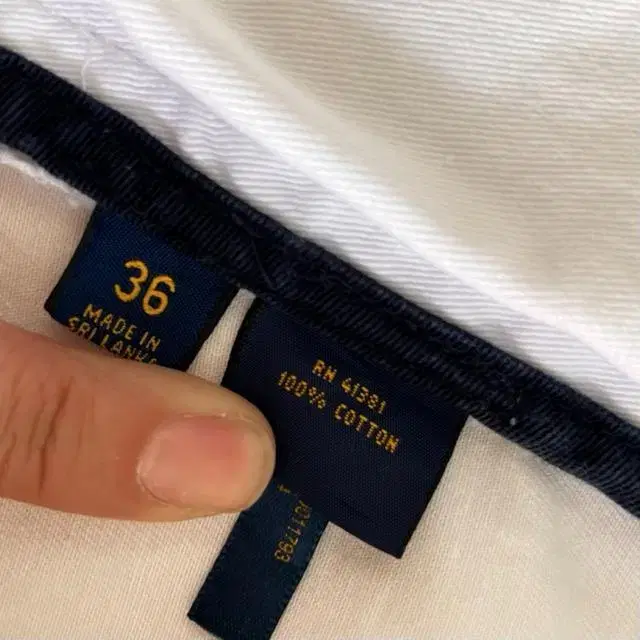 36
MADE IN
SRI LANKA
RN 41381
100% COTTON